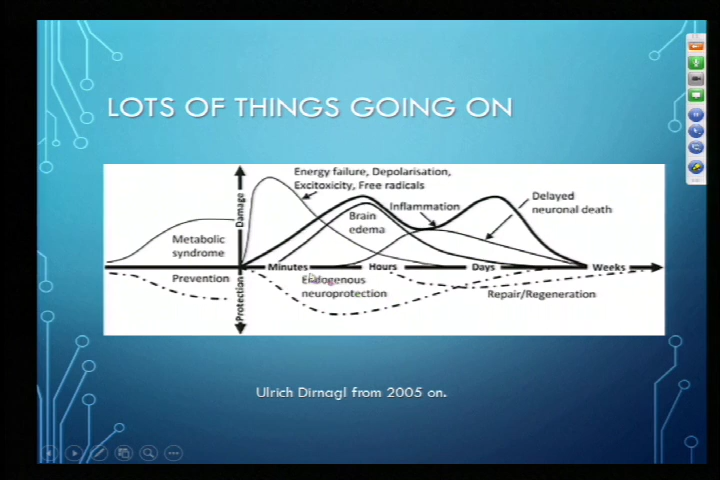 LOTS OF THINGS GOING ON
Energy failure, Depolarisation,
Excitoxicity, Free radicals
Damage
Metabolic
syndrome
Brain
edema
Inflammation
Delayed
neuronal death
Minutes
Hours
Days
Weeks
Prevention
Protection
Endogenous
neuroprotection
Repair/Regeneration
Ulrich Dirnagl from 2005 on.